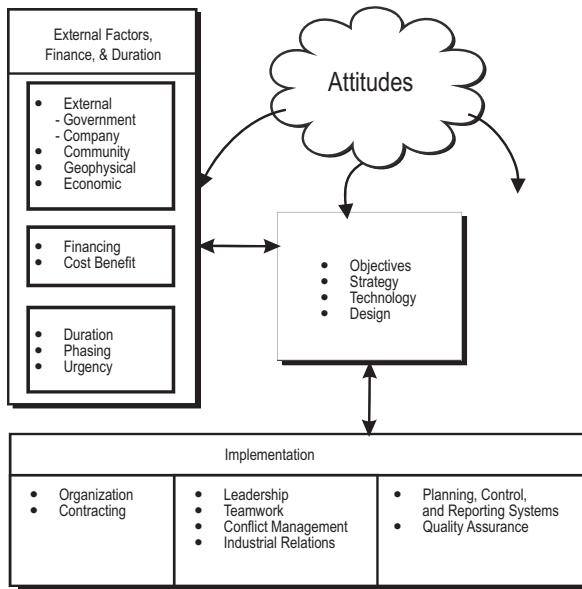 External Factors,
Finance, & Duration
• External
- Government
- Company
• Community
• Geophysical
• Economic
• Financing
• Cost Benefit
• Duration
• Phasing
• Urgency
Attitudes
• Objectives
• Strategy
• Technology
• Design
Implementation
• Organization
• Contracting
• Leadership
• Teamwork
• Conflict Management
• Industrial Relations
• Planning, Control,
and Reporting Systems
• Quality Assurance